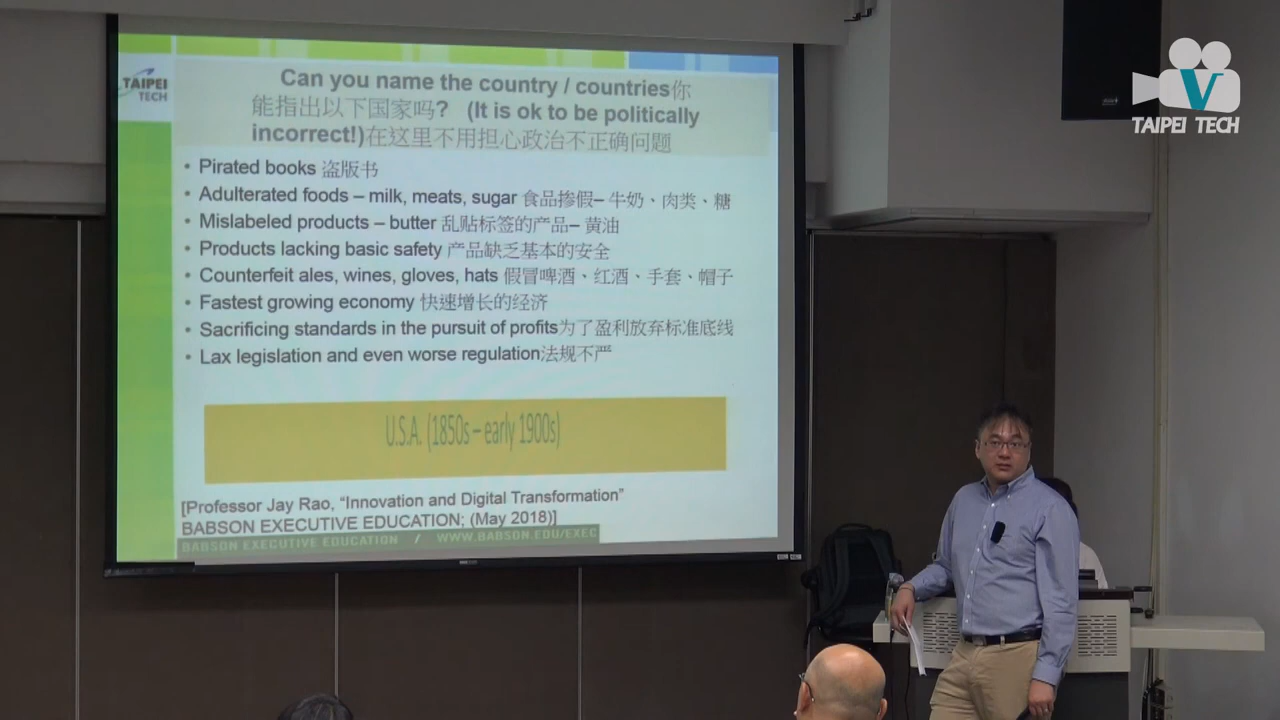 TAIPEI
TECH
Can you name the country / countries你
能指出以下国家吗? (It is ok to be politically
incorrect!)在这里不用担心政治不正确问题
• Pirated books 盗版书
• Adulterated foods – milk, meats, sugar 食品掺假– 牛奶、肉类、糖
• Mislabeled products – butter 乱贴标签的产品– 黄油
• Products lacking basic safety 产品缺乏基本的安全
• Counterfeit ales, wines, gloves, hats 假冒啤酒、红酒、手套、帽子
• Fastest growing economy 快速增长的经济
• Sacrificing standards in the pursuit of profits为了盈利放弃标准底线
• Lax legislation and even worse regulation法规不严
U.S.A. (1850s – early 1900s)
[Professor Jay Rao, “Innovation and Digital Transformation”
BABSON EXECUTIVE EDUCATION; (May 2018)]
BABSON EXECUTIVE EDUCATION / WWW.BABSON.EDU/EXEC
V
TAIPEI TECH